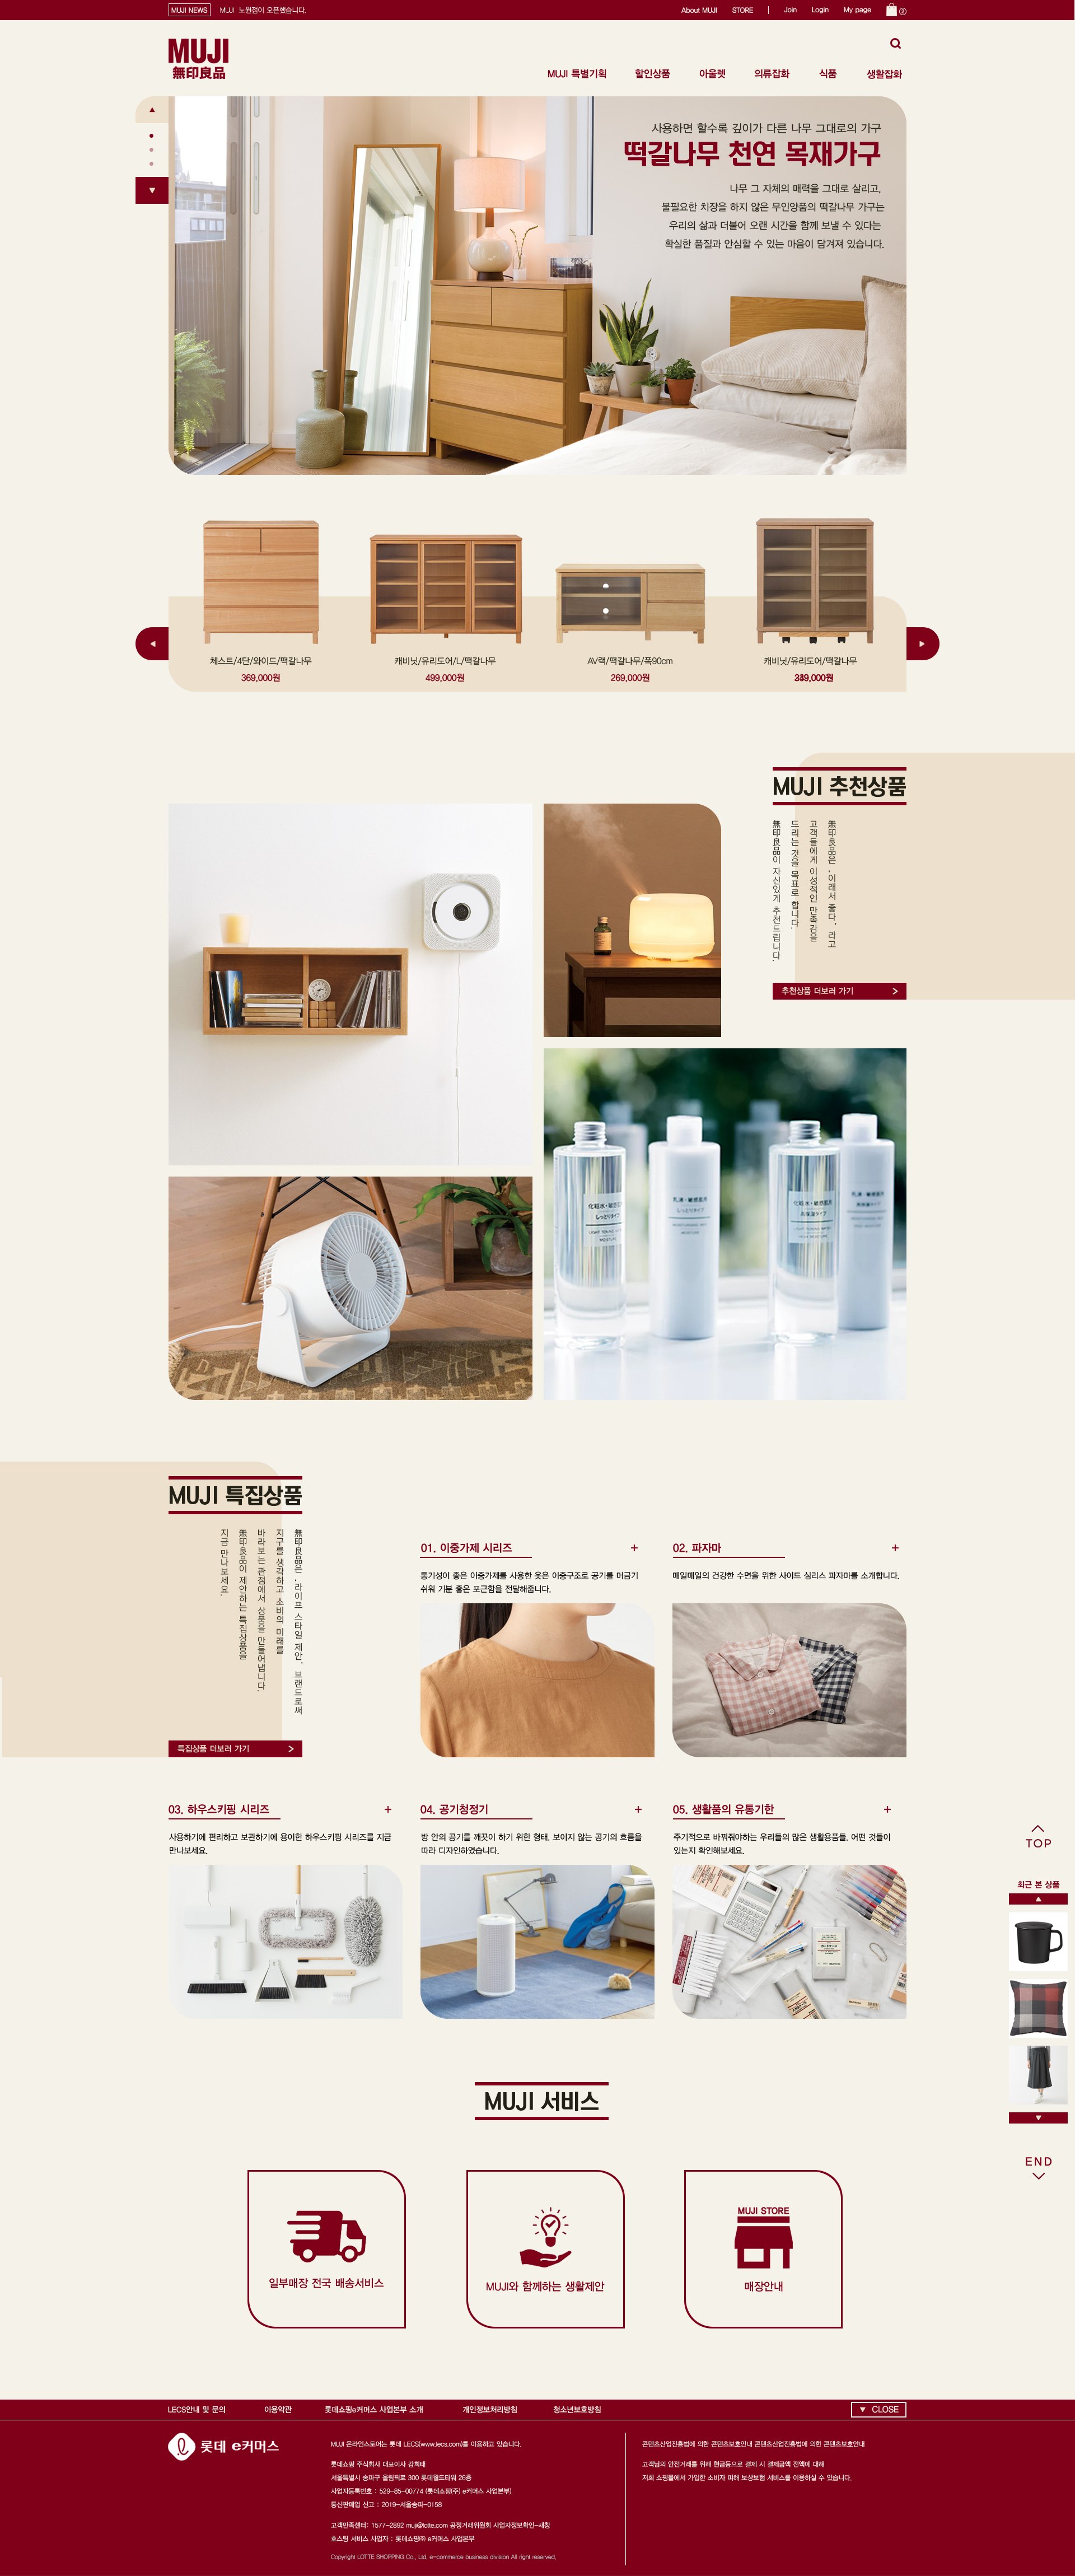 MUJI NEWS
MUJI 노원점이 오픈했습니다.
About MUJI
STORE
Join
Login
My page
2
MUJI
無印良品
MUJI 특별기획
할인상품
아울렛
의류잡화
식품
생활잡화
사용하면 할수록 깊이가 다른 나무 그대로의 가구
떡갈나무 천연 목재가구
나무 그 자체의 매력을 그대로 살리고,
불필요한 치장을 하지 않은 무인양품의 떡갈나무 가구는
우리의 삶과 더불어 오랜 시간을 함께 보낼 수 있다는
확실한 품질과 안심할 수 있는 마음이 담겨져 있습니다.
체스트/4단/와이드/떡갈나무
369,000원
캐비닛/유리도어/L/떡갈나무
499,000원
AV랙/떡갈나무/폭90cm
269,000원
캐비닛/유리도어/떡갈나무
MUJI 추천상품
無印良品은 ,이래서 좋다, 라고
고객들에게 이성적인 만족감을
드리는 것을 목표로 합니다.
無印良品이 자신있게 추천드립니다.
추천상품 더보러 가기
MUJI 특집상품
無印良品은 ,라이프 스타일 제안, 브랜드로써
지구를 생각하고 소비의 미래를
바라보는 관점에서 상품을 만들어냅니다.
無印良品이 제안하는 특집상품을
지금 만나보세요.
특집상품 더보러 가기
01. 이중가제 시리즈
+
통기성이 좋은 이중가제를 사용한 옷은 이중구조로 공기를 머금기
쉬워 기분 좋은 포근함을 전달해줍니다.
02. 파자마
+
매일매일의 건강한 수면을 위한 사이드 심리스 파자마를 소개합니다.
03. 하우스키핑 시리즈
+
사용하기에 편리하고 보관하기에 용이한 하우스키핑 시리즈를 지금
만나보세요.
04. 공기청정기
+
방 안의 공기를 깨끗이 하기 위한 형태. 보이지 않는 공기의 흐름을
따라 디자인하였습니다.
05. 생활품의 유통기한
+
주기적으로 바꿔줘야하는 우리들의 많은 생활용품들. 어떤 것들이
있는지 확인해보세요.
TOP
최근 본 상품
END
MUJI 서비스
일부매장 전국 배송서비스
MUJI와 함께하는 생활제안
MUJI STORE
매장안내
LECS안내 및 문의
이용약관
롯데쇼핑e커머스 사업본부 소개
개인정보처리방침
청소년보호방침
▼ CLOSE
롯데 e커머스
MUJI 온라인스토어는 롯데 LECS(www.lecs.com)를 이용하고 있습니다.
롯데쇼핑 주식회사 대표이사 강희태
서울특별시 송파구 올림픽로 300 롯데월드타워 26층
사업자등록번호 : 529-85-00774 (롯데쇼핑(주) e커머스 사업본부)
통신판매업 신고 : 2019-서울송파-0158
고객만족센터: 1577-2892 muji@lotte.com 공정거래위원회 사업자정보확인-새창
호스팅 서비스 사업자 : 롯데쇼핑㈜ e커머스 사업본부
Copyright LOTTE SHOPPING Co., Ltd. e-commerce business division All right reserved.
콘텐츠산업진흥법에 의한 콘텐츠보호안내 콘텐츠산업진흥법에 의한 콘텐츠보호안내
고객님의 안전거래를 위해 현금등으로 결제 시 결제금액 전액에 대해
저희 쇼핑몰에서 가입한 소비자 피해 보상보험 서비스를 이용하실 수 있습니다.